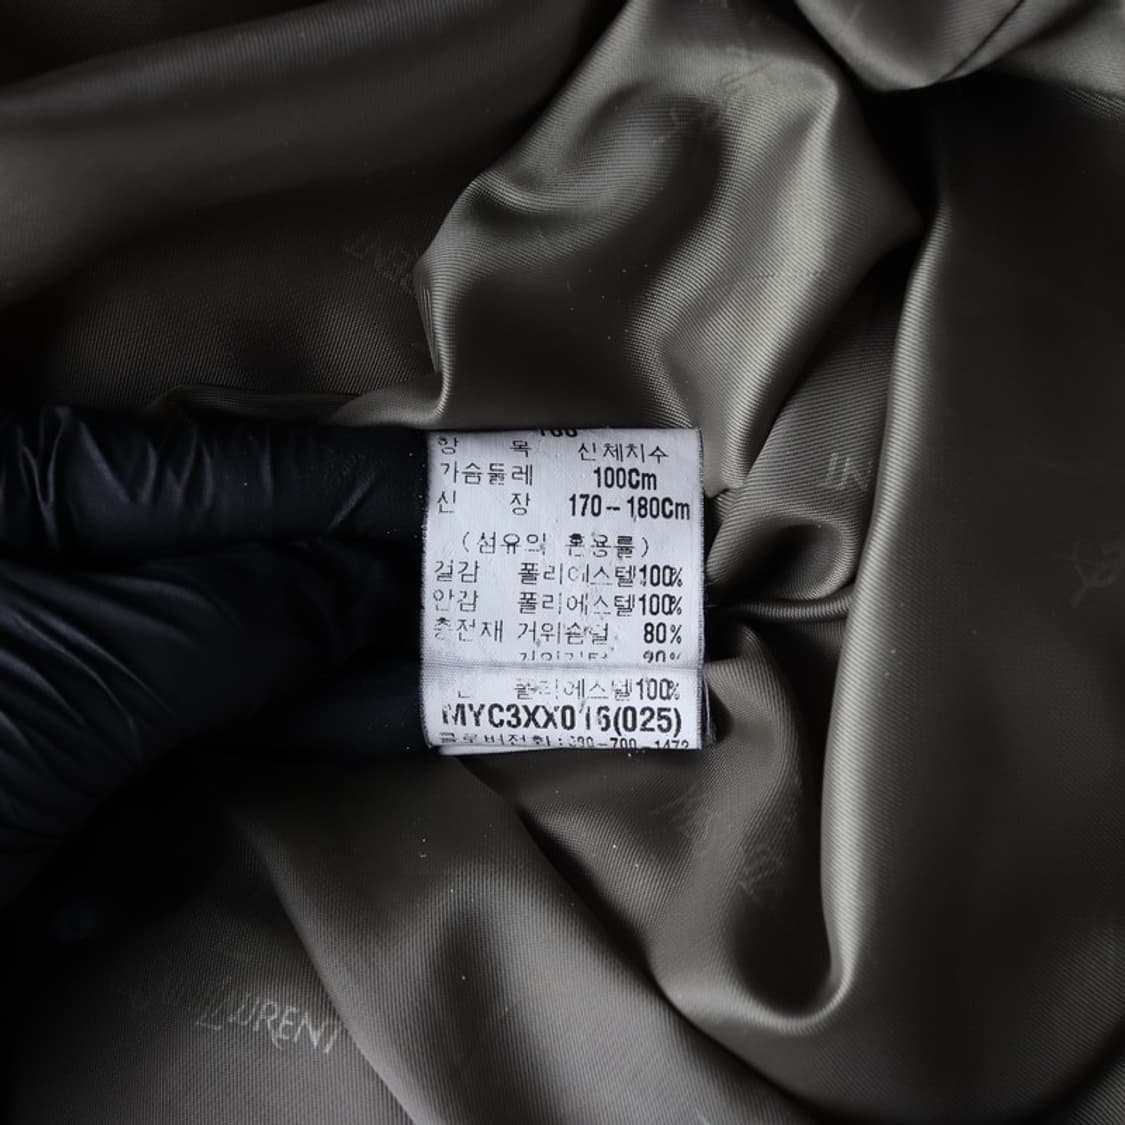 항 목 신체치수
가슴둘레 100Cm
신 장 170-180Cm
(섬유의 혼용률)
겉감 폴리에스텔100%
안감 폴리에스텔100%
충전재 거위솜털 80%
폴리에스텔100%
MYC3XX016(025)
LAURENT